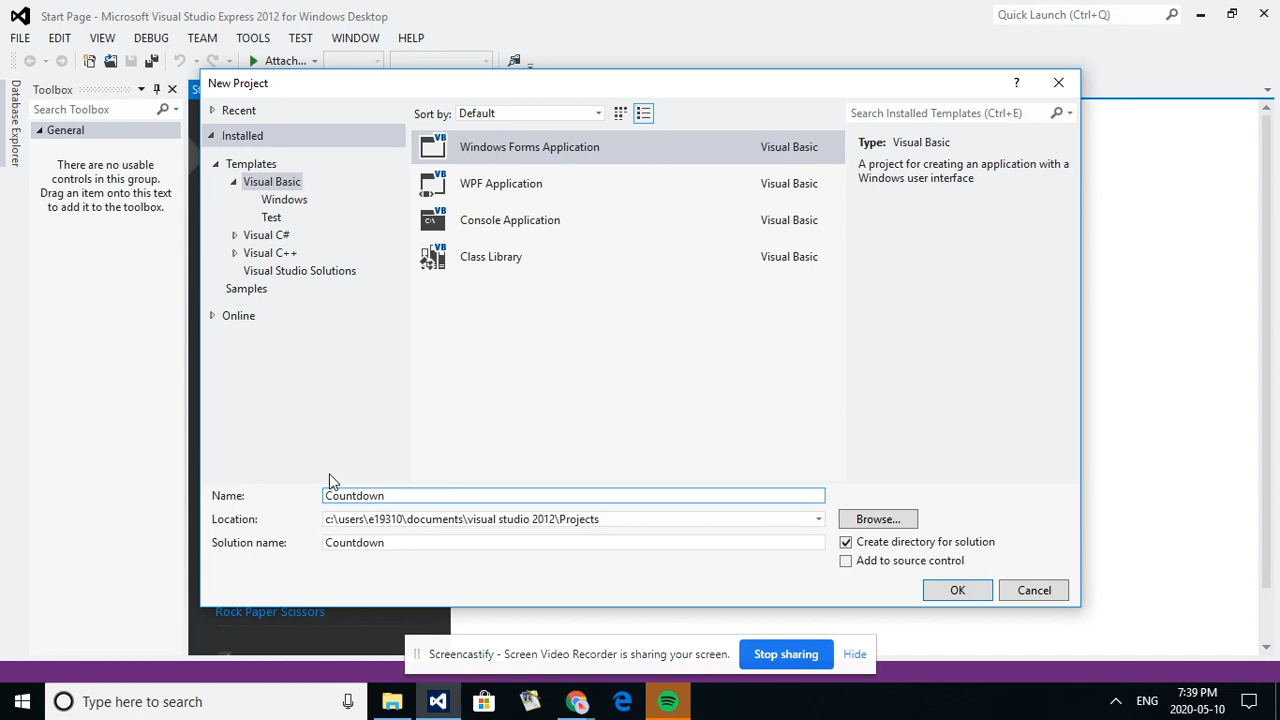 Start Page - Microsoft Visual Studio Express 2012 for Windows Desktop
Quick Launch (Ctrl+Q)
FILE EDIT VIEW DEBUG TEAM TOOLS TEST WINDOW HELP
Attach...
Database Explorer
Toolbox
Search Toolbox
General
There are no usable
controls in this group.
Drag an item onto this text
to add it to the toolbox.
New Project
?
Recent
Installed
Templates
Visual Basic
Windows
Test
Visual C#
Visual C++
Visual Studio Solutions
Samples
Online
Sort by: Default
Search Installed Templates (Ctrl+E)
VB Windows Forms Application Visual Basic
VB WPF Application Visual Basic
VB Console Application Visual Basic
VB Class Library Visual Basic
Type: Visual Basic
A project for creating an application with a
Windows user interface
Name: Countdown
Location: c:\users\e19310\documents\visual studio 2012\Projects
Browse...
Solution name: Countdown
Create directory for solution
Add to source control
OK Cancel
Rock Paper Scissors
Screencastify - Screen Video Recorder is sharing your screen.
Stop sharing
Hide
Type here to search
ENG
7:39 PM
2020-05-10